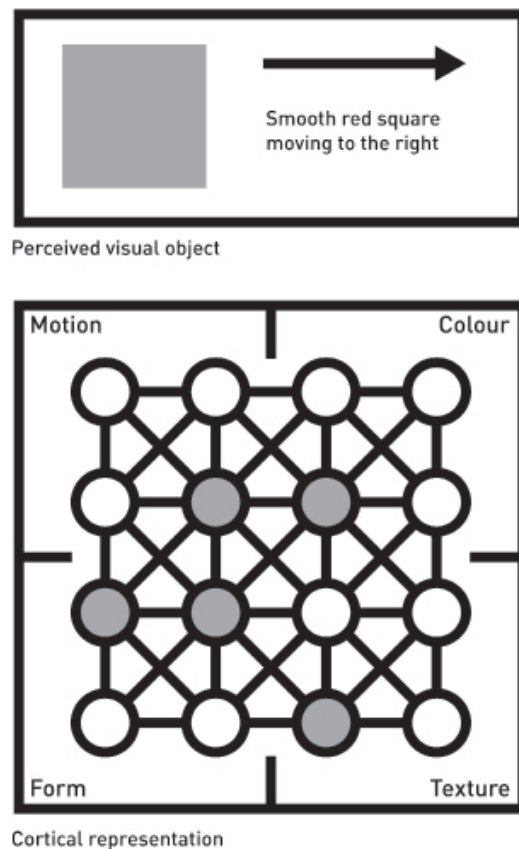 Smooth red square
moving to the right
Perceived visual object
Motion
Colour
Form
Texture
Cortical representation